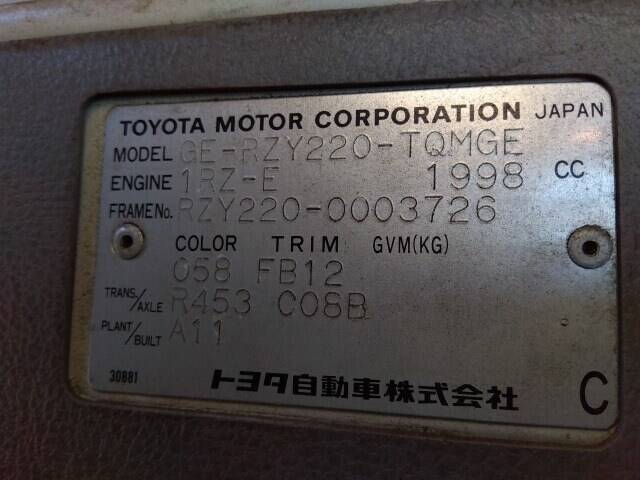 TOYOTA MOTOR CORPORATION JAPAN
MODEL GE-RZY220-TQMGE
ENGINE 1RZ-E 1998 CC
FRAME No. RZY220-0003726
COLOR TRIM GVM(KG)
058 FB12
TRANS./AXLE R453 C08B
PLANT/BUILT A11
30881 トヨタ自動車株式会社 C